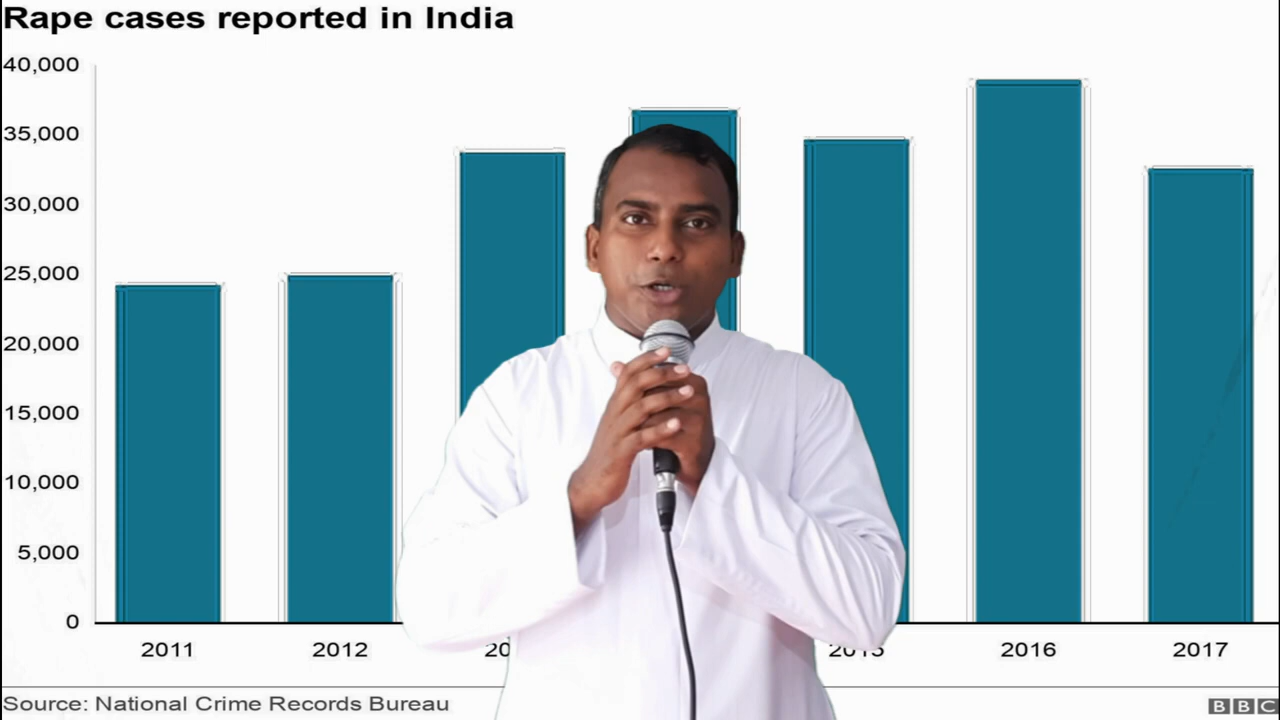 Rape cases reported in India
40,000
35,000
30,000
25,000
20,000
15,000
10,000
5,000
0
2011 2012 2016 2017
Source: National Crime Records Bureau
BBC